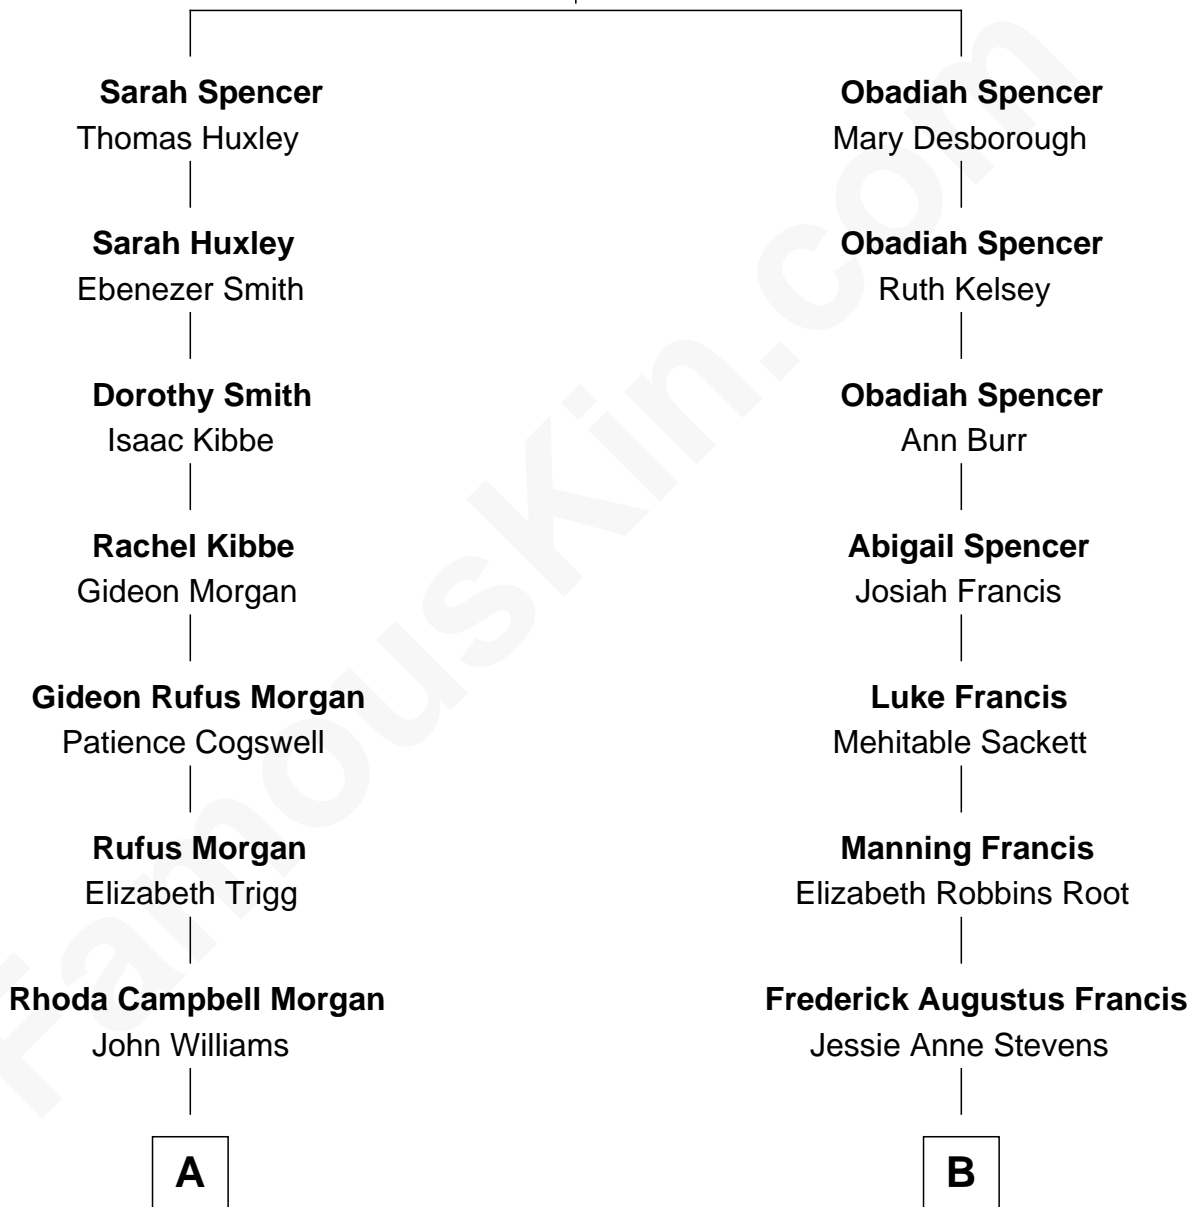 Sarah Spencer
Thomas Huxley
Sarah Huxley
Ebenezer Smith
Dorothy Smith
Isaac Kibbe
Rachel Kibbe
Gideon Morgan
Gideon Rufus Morgan
Patience Cogswell
Rufus Morgan
Elizabeth Trigg
Rhoda Campbell Morgan
John Williams
A
Obadiah Spencer
Mary Desborough
Obadiah Spencer
Ruth Kelsey
Obadiah Spencer
Ann Burr
Abigail Spencer
Josiah Francis
Luke Francis
Mehitable Sackett
Manning Francis
Elizabeth Robbins Root
Frederick Augustus Francis
Jessie Anne Stevens
B
FamousKin.com